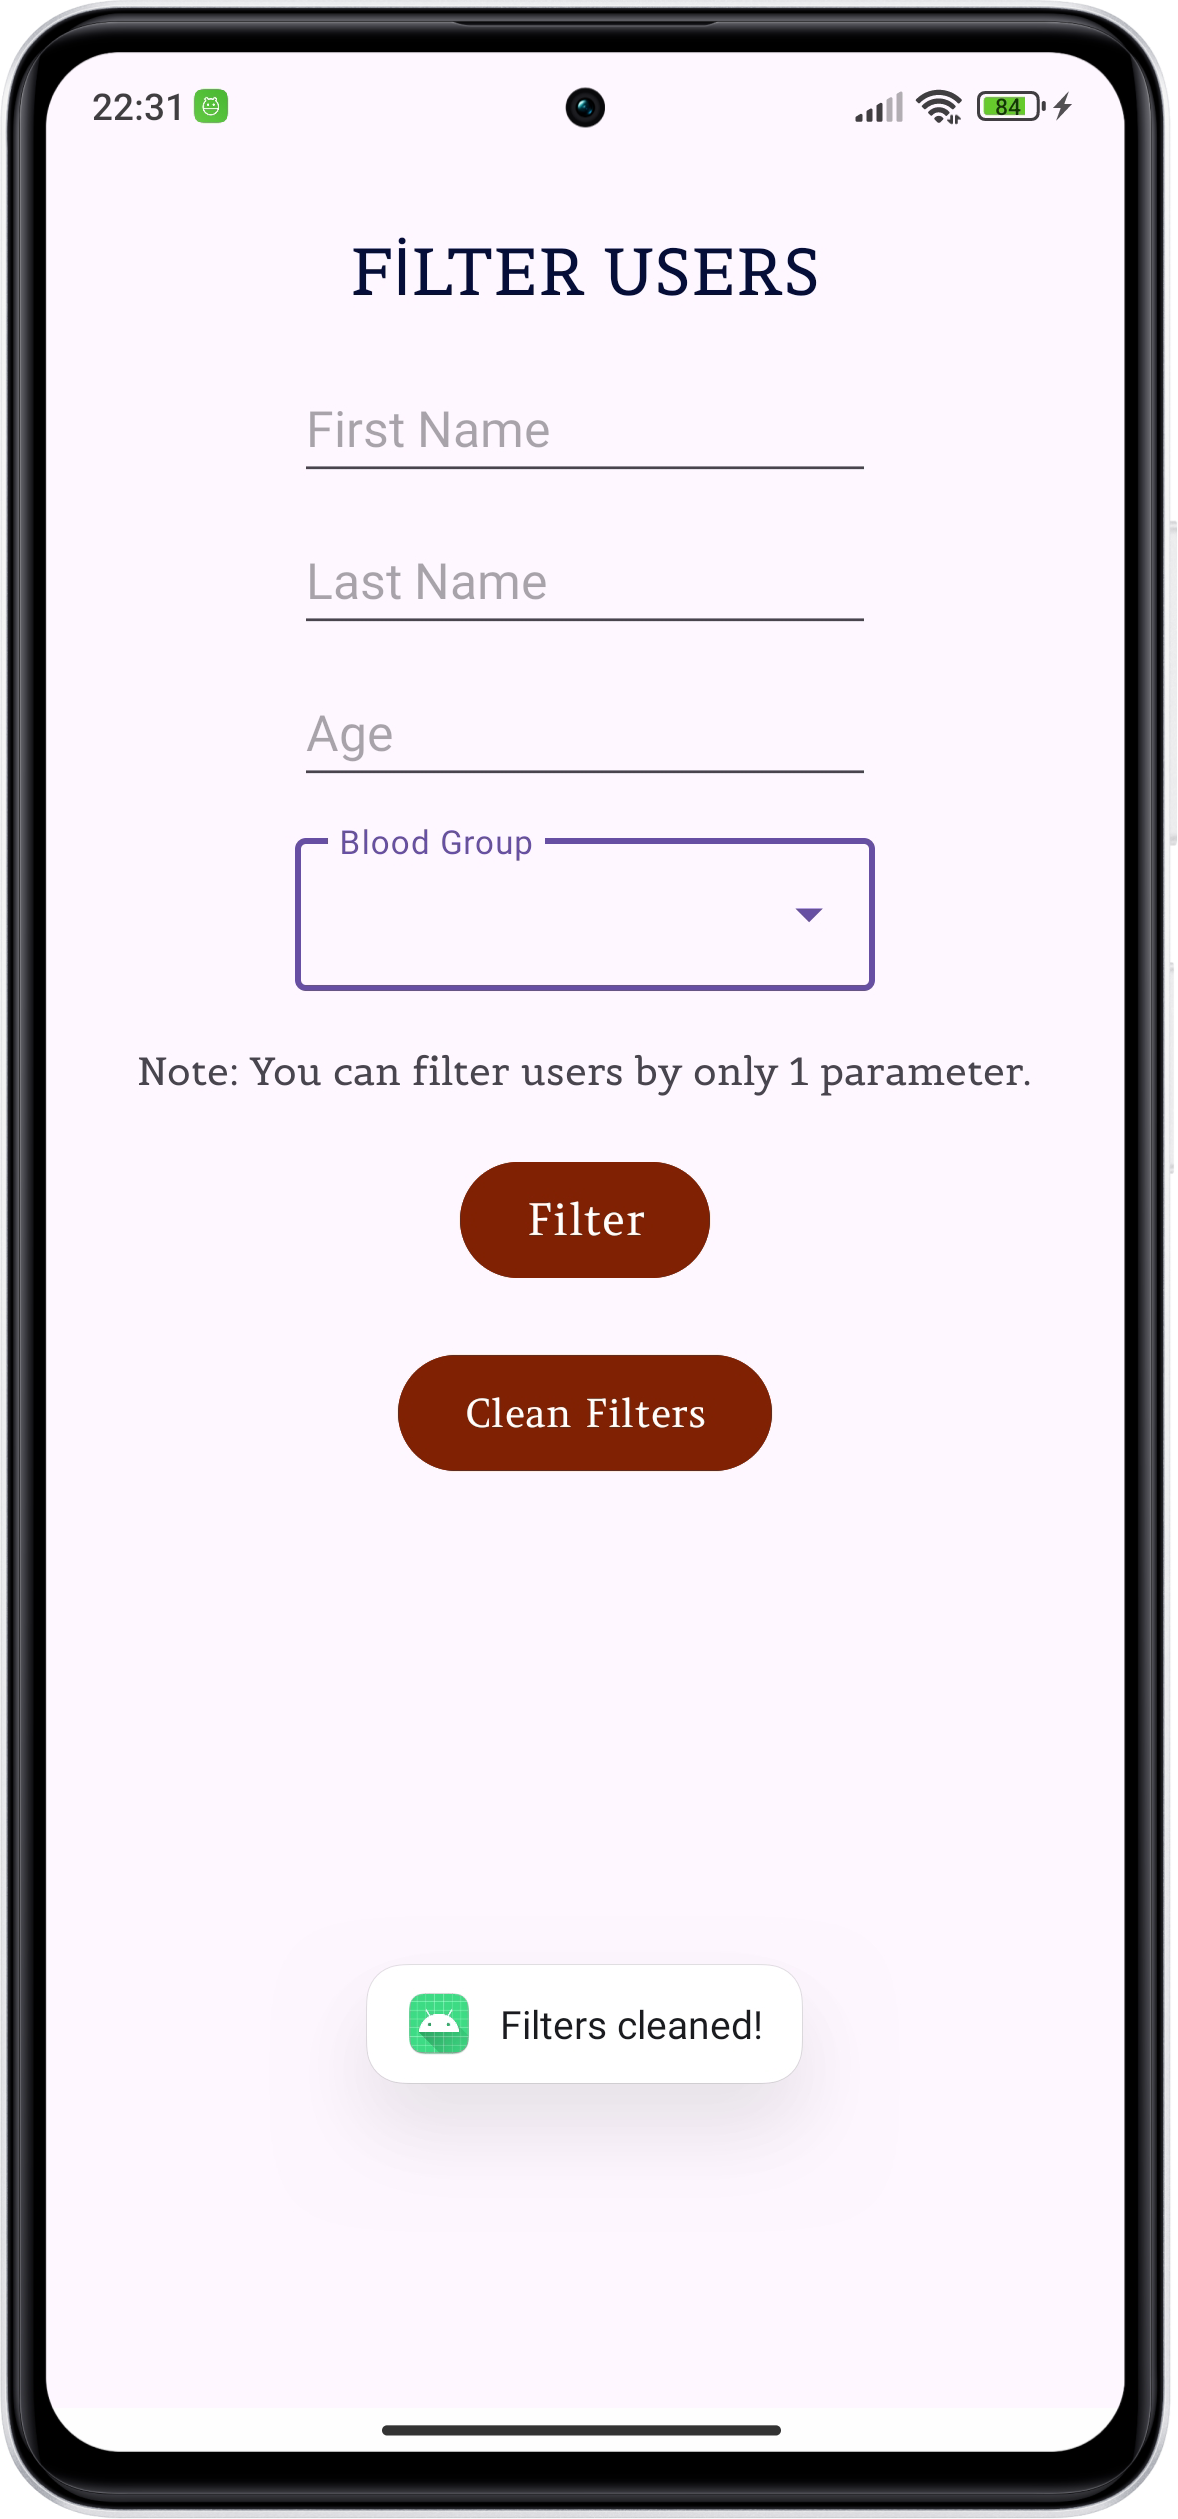 22:31
84
FİLTER USERS
First Name
Last Name
Age
Blood Group
Note: You can filter users by only 1 parameter.
Filter
Clean Filters
Filters cleaned!